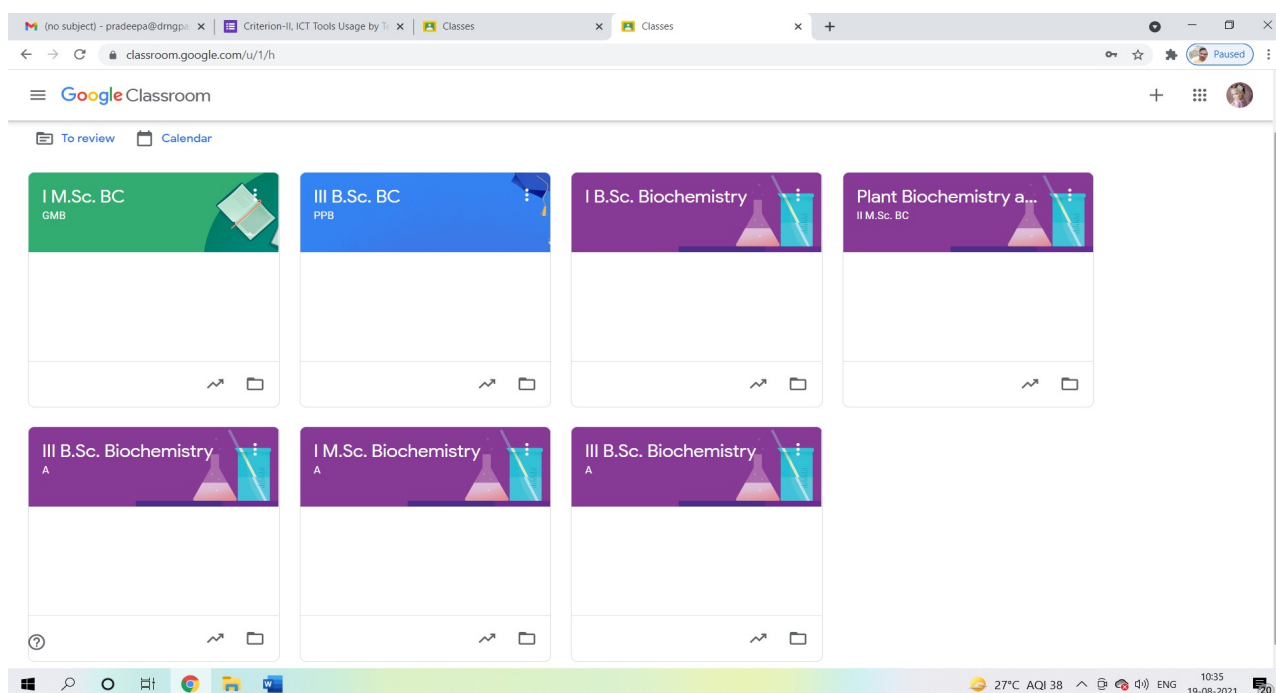 (no subject) - pradeepa@drngpa
Criterion-II, ICT Tools Usage by Te
Classes
Classes
classroom.google.com/u/1/h
Paused
Google Classroom
To review
Calendar
I M.Sc. BC
GMB
III B.Sc. BC
PPB
I B.Sc. Biochemistry
Plant Biochemistry a...
II M.Sc. BC
III B.Sc. Biochemistry
A
I M.Sc. Biochemistry
A
III B.Sc. Biochemistry
A
27°C AQI 38
ENG
10:35
19-08-2021